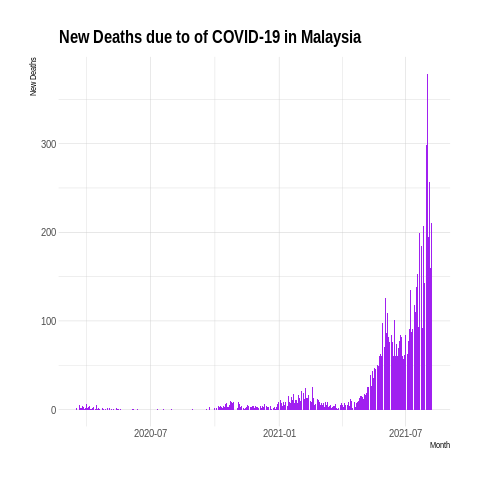 New Deaths due to of COVID-19 in Malaysia
New Deaths
300
200
100
0
2020-07
2021-01
2021-07
Month